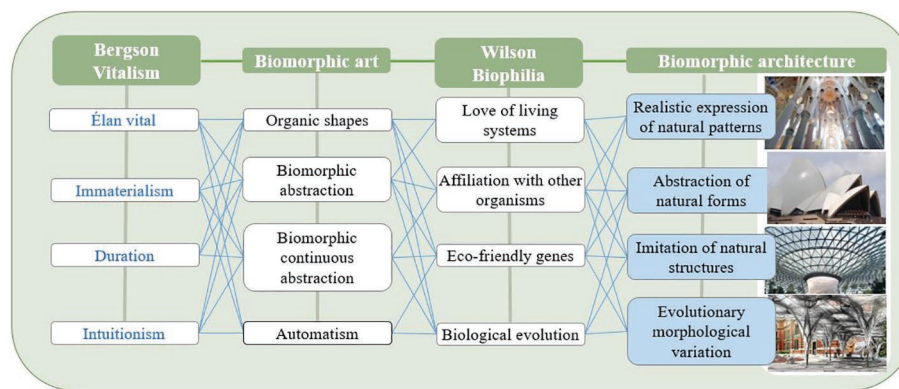 Bergson
Vitalism
Biomorphic art
Wilson
Biophilia
Biomorphic architecture
Élan vital
Immaterialism
Duration
Intuitionism
Organic shapes
Biomorphic
abstraction
Biomorphic
continuous
abstraction
Automatism
Love of living
systems
Affiliation with other
organisms
Eco-friendly genes
Biological evolution
Realistic expression
of natural patterns
Abstraction of
natural forms
Imitation of natural
structures
Evolutionary
morphological
variation